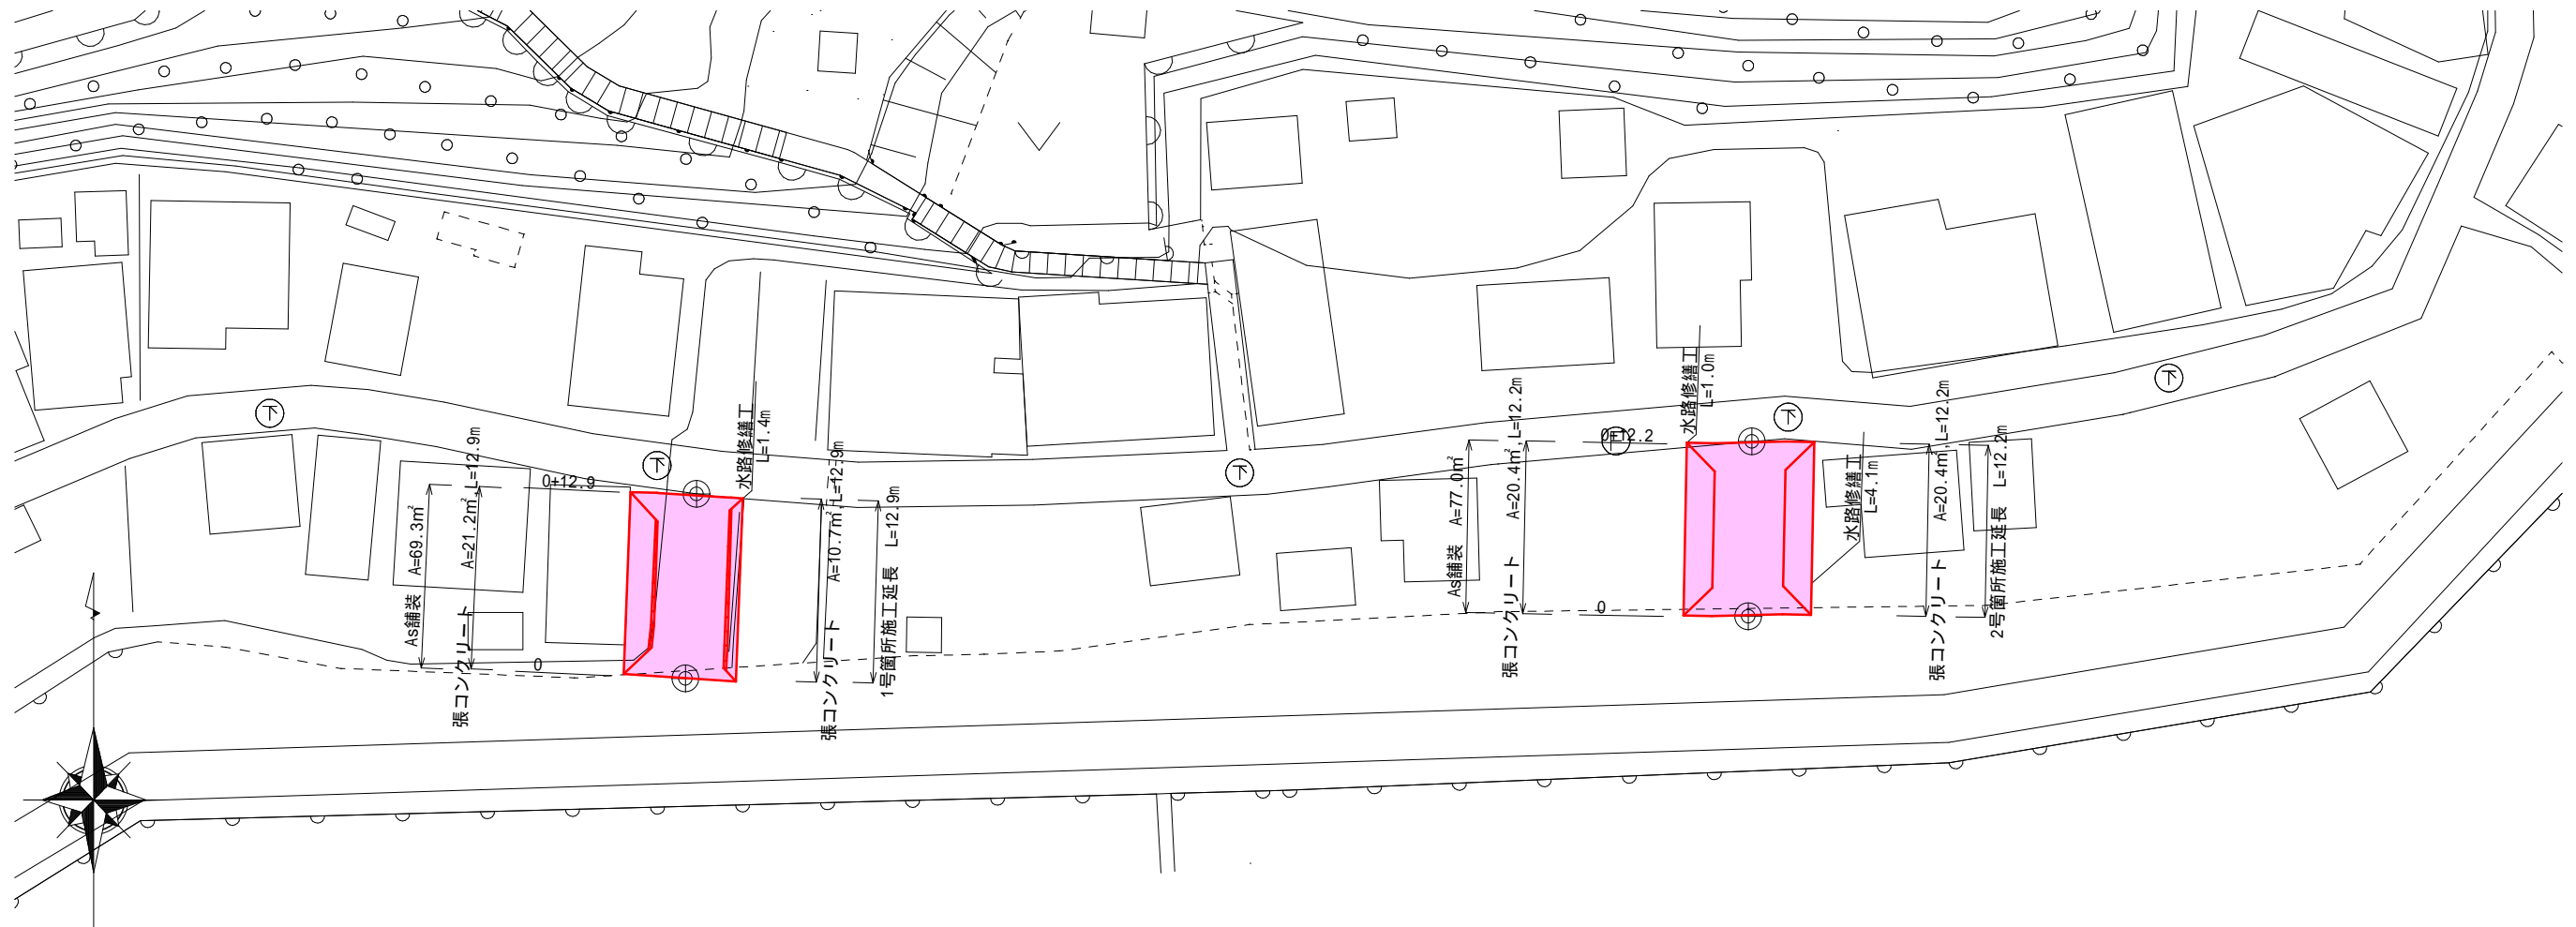 As舗装 A=69.3㎡
張コンクリート A=21.2㎡,L=12.9m
0+12.9
0
水路修繕工
L=1.4m
張コンクリート A=10.7㎡,L=12.9m
1号箇所施工延長 L=12.9m
As舗装 A=77.0㎡
張コンクリート A=20.4㎡,L=12.2m
0+12.2
0
水路修繕工
L=1.0m
水路修繕工
L=4.1m
張コンクリート A=20.4㎡,L=12.2m
2号箇所施工延長 L=12.2m
下
下
下
下
下
下